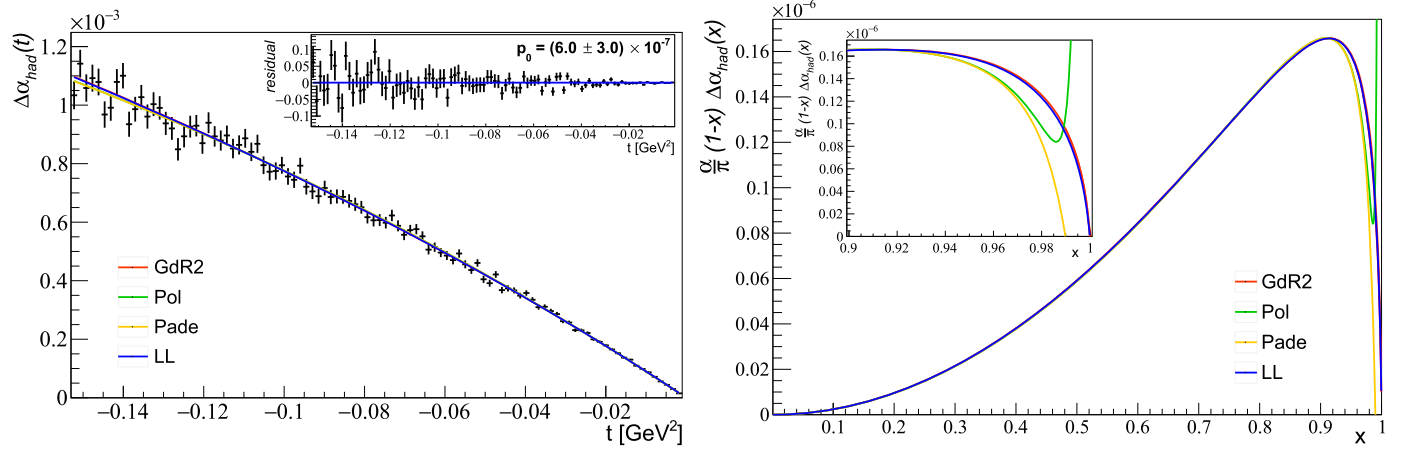 ×10⁻³
Δα_had(t)
1.2
1
0.8
0.6
0.4
0.2
0
−0.14 −0.12 −0.1 −0.08 −0.06 −0.04 −0.02
t [GeV²]
GdR2
Pol
Pade
LL
residual
p₀ = (6.0 ± 3.0) × 10⁻⁷
0.1
0.05
0
−0.05
−0.1
−0.14 −0.12 −0.1 −0.08 −0.06 −0.04 −0.02
t [GeV²]
×10⁻⁶
α/π (1-x) Δα_had(x)
0.16
0.14
0.12
0.1
0.08
0.06
0.04
0.02
0
0.1 0.2 0.3 0.4 0.5 0.6 0.7 0.8 0.9 1
x
×10⁻⁶
α/π (1-x) Δα_had(x)
0.16
0.14
0.12
0.1
0.08
0.06
0.04
0.02
0
0.9 0.92 0.94 0.96 0.98 1
x
GdR2
Pol
Pade
LL